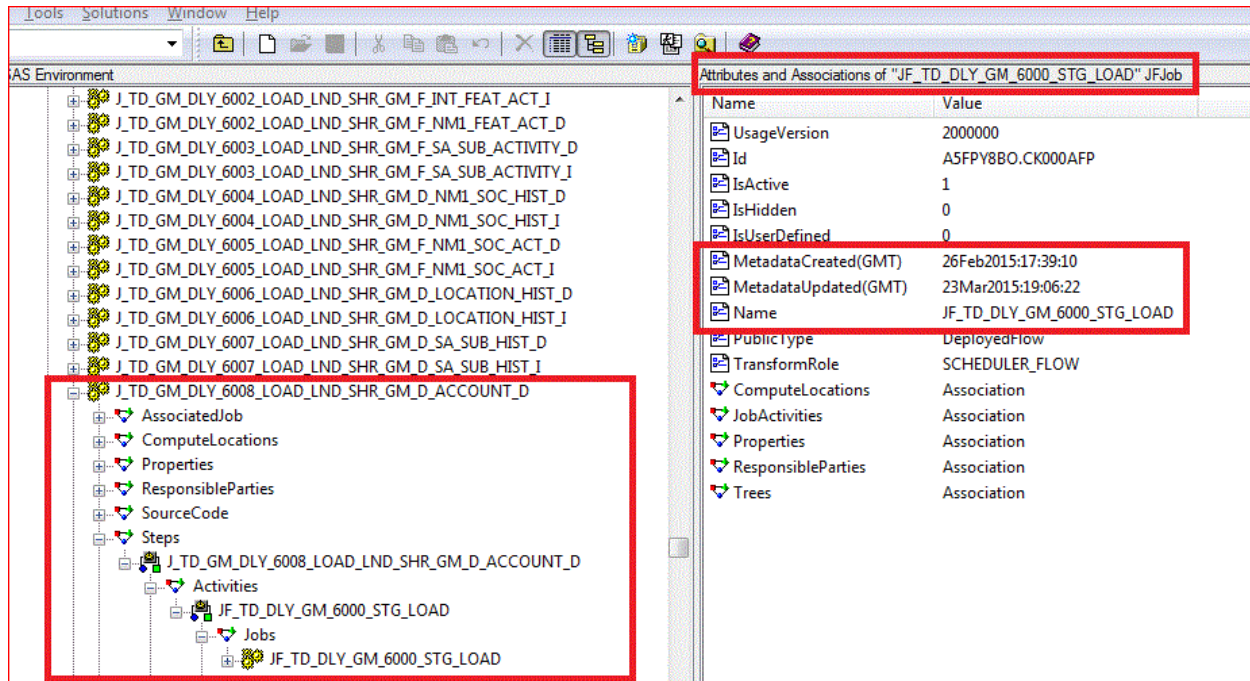 Tools Solutions Window Help
SAS Environment
J_TD_GM_DLY_6002_LOAD_LND_SHR_GM_F_INT_FEAT_ACT_I
J_TD_GM_DLY_6002_LOAD_LND_SHR_GM_F_NM1_FEAT_ACT_D
J_TD_GM_DLY_6003_LOAD_LND_SHR_GM_F_SA_SUB_ACTIVITY_D
J_TD_GM_DLY_6003_LOAD_LND_SHR_GM_F_SA_SUB_ACTIVITY_I
J_TD_GM_DLY_6004_LOAD_LND_SHR_GM_D_NM1_SOC_HIST_D
J_TD_GM_DLY_6004_LOAD_LND_SHR_GM_D_NM1_SOC_HIST_I
J_TD_GM_DLY_6005_LOAD_LND_SHR_GM_F_NM1_SOC_ACT_D
J_TD_GM_DLY_6005_LOAD_LND_SHR_GM_F_NM1_SOC_ACT_I
J_TD_GM_DLY_6006_LOAD_LND_SHR_GM_D_LOCATION_HIST_D
J_TD_GM_DLY_6006_LOAD_LND_SHR_GM_D_LOCATION_HIST_I
J_TD_GM_DLY_6007_LOAD_LND_SHR_GM_D_SA_SUB_HIST_D
J_TD_GM_DLY_6007_LOAD_LND_SHR_GM_D_SA_SUB_HIST_I
J_TD_GM_DLY_6008_LOAD_LND_SHR_GM_D_ACCOUNT_D
AssociatedJob
ComputeLocations
Properties
ResponsibleParties
SourceCode
Steps
J_TD_GM_DLY_6008_LOAD_LND_SHR_GM_D_ACCOUNT_D
Activities
JF_TD_DLY_GM_6000_STG_LOAD
Jobs
JF_TD_DLY_GM_6000_STG_LOAD
Attributes and Associations of "JF_TD_DLY_GM_6000_STG_LOAD" JFJob
Name Value
UsageVersion 2000000
Id A5FPY8BO.CK000AFP
IsActive 1
IsHidden 0
IsUserDefined 0
MetadataCreated(GMT) 26Feb2015:17:39:10
MetadataUpdated(GMT) 23Mar2015:19:06:22
Name JF_TD_DLY_GM_6000_STG_LOAD
PublicType DeployedFlow
TransformRole SCHEDULER_FLOW
ComputeLocations Association
JobActivities Association
Properties Association
ResponsibleParties Association
Trees Association